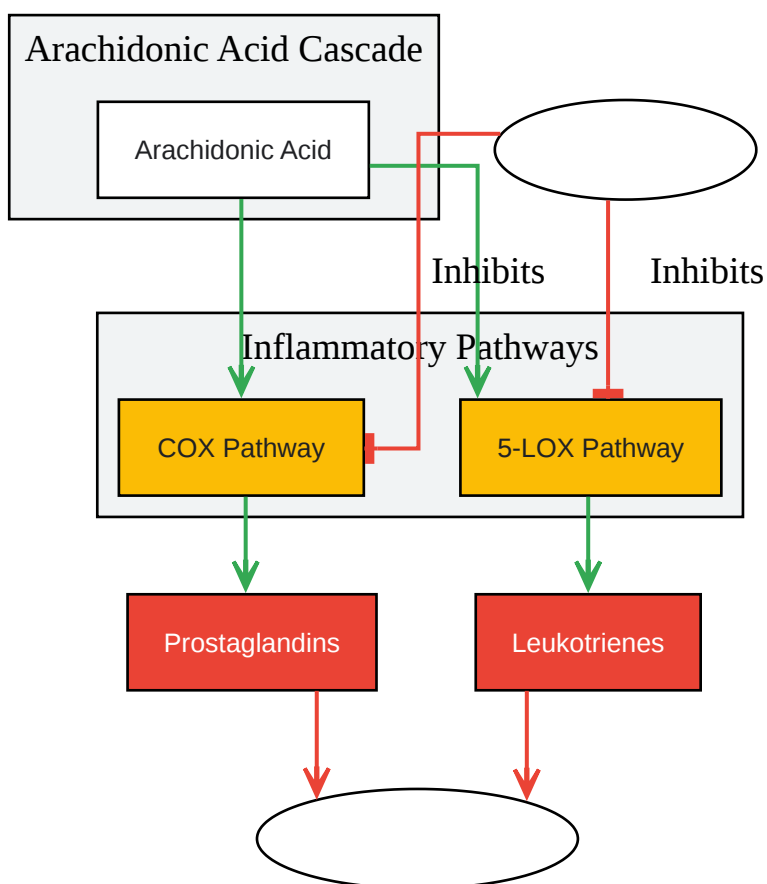 Arachidonic Acid Cascade
Arachidonic Acid
Inhibits
Inhibits
Inflammatory Pathways
COX Pathway
5-LOX Pathway
Prostaglandins
Leukotrienes